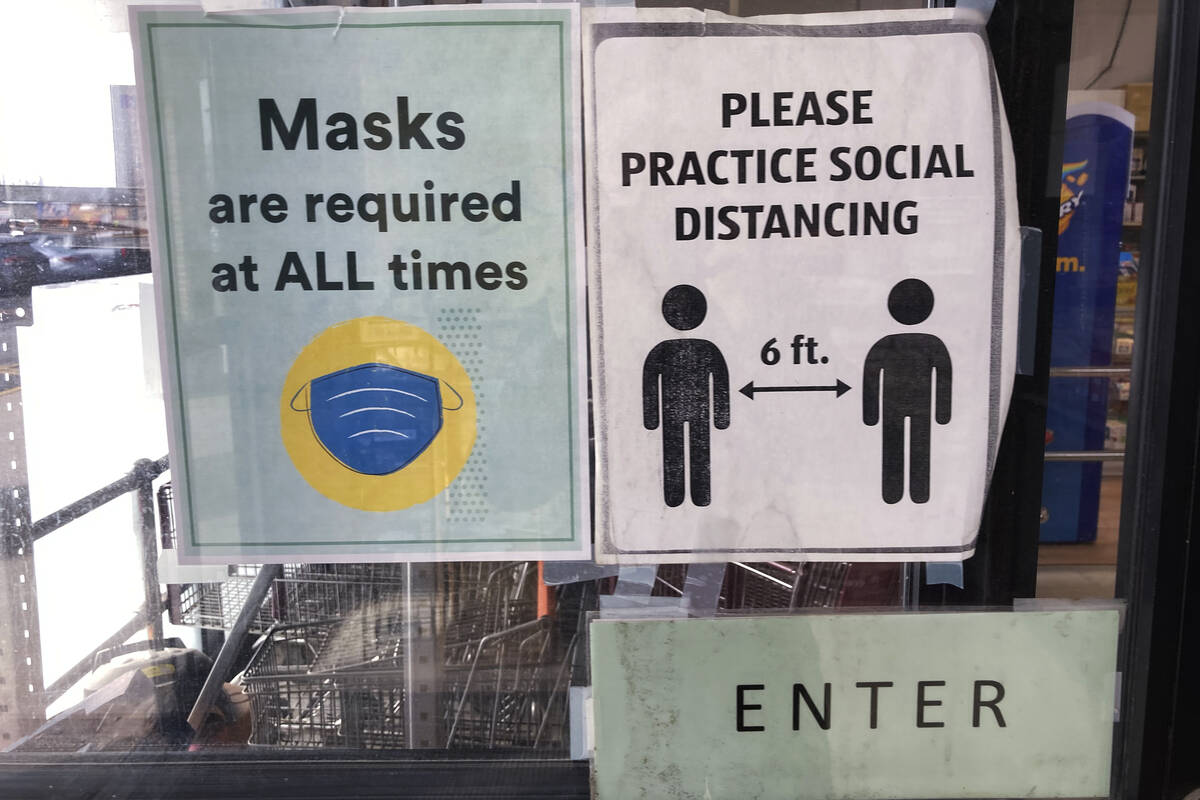 Masks
are required
at ALL times
PLEASE
PRACTICE SOCIAL
DISTANCING
6 ft.
ENTER